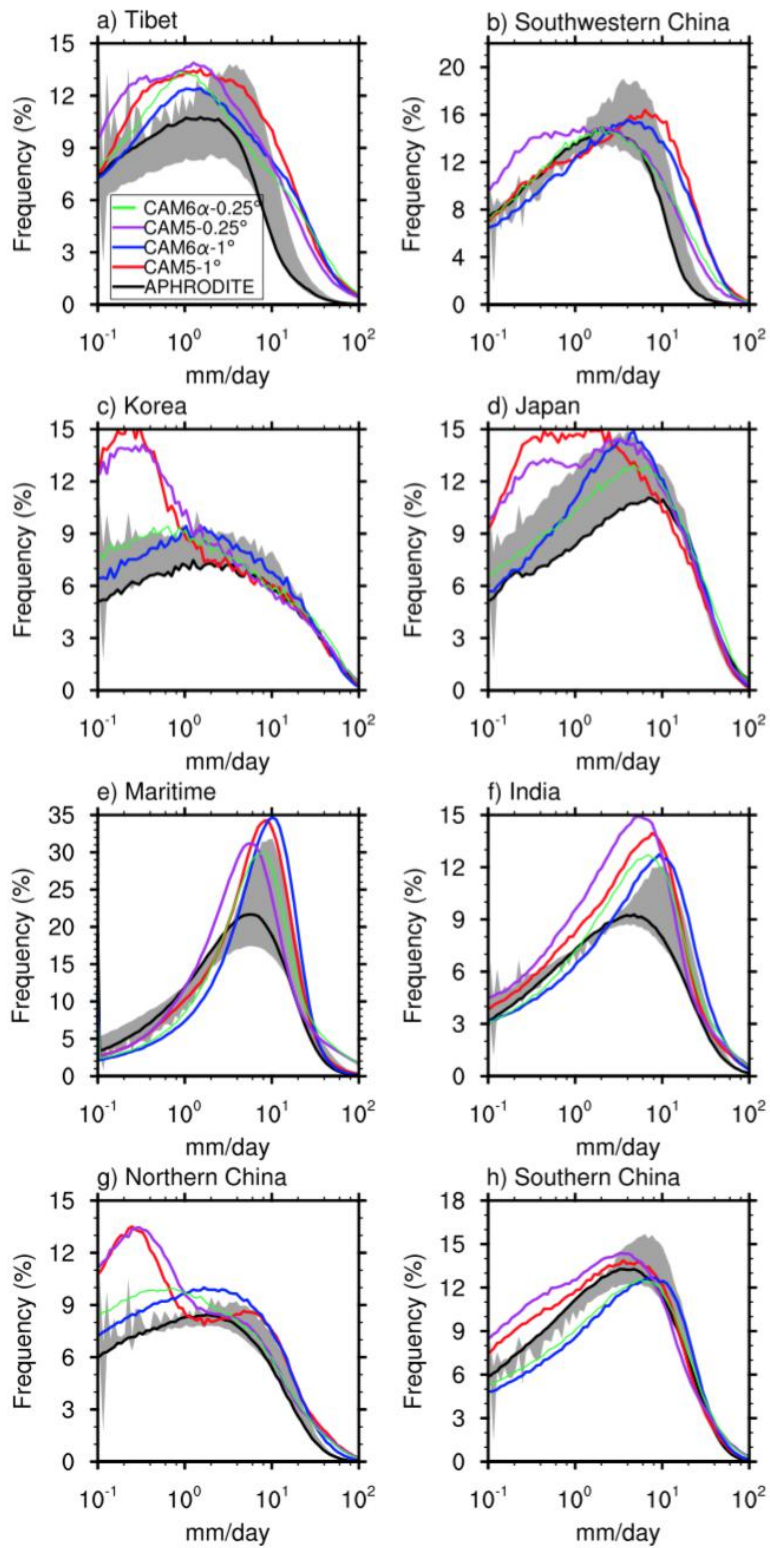 a) Tibet
15
12
9
6
3
0
Frequency (%)
CAM6α-0.25°
CAM5-0.25°
CAM6α-1°
CAM5-1°
APHRODITE
10⁻¹ 10⁰ 10¹ 10²
mm/day
b) Southwestern China
20
16
12
8
4
0
Frequency (%)
10⁻¹ 10⁰ 10¹ 10²
mm/day
c) Korea
15
12
9
6
3
0
Frequency (%)
10⁻¹ 10⁰ 10¹ 10²
mm/day
d) Japan
15
12
9
6
3
0
Frequency (%)
10⁻¹ 10⁰ 10¹ 10²
mm/day
e) Maritime
35
30
25
20
15
10
5
0
Frequency (%)
10⁻¹ 10⁰ 10¹ 10²
mm/day
f) India
15
12
9
6
3
0
Frequency (%)
10⁻¹ 10⁰ 10¹ 10²
mm/day
g) Northern China
15
12
9
6
3
0
Frequency (%)
10⁻¹ 10⁰ 10¹ 10²
mm/day
h) Southern China
18
15
12
9
6
3
0
Frequency (%)
10⁻¹ 10⁰ 10¹ 10²
mm/day